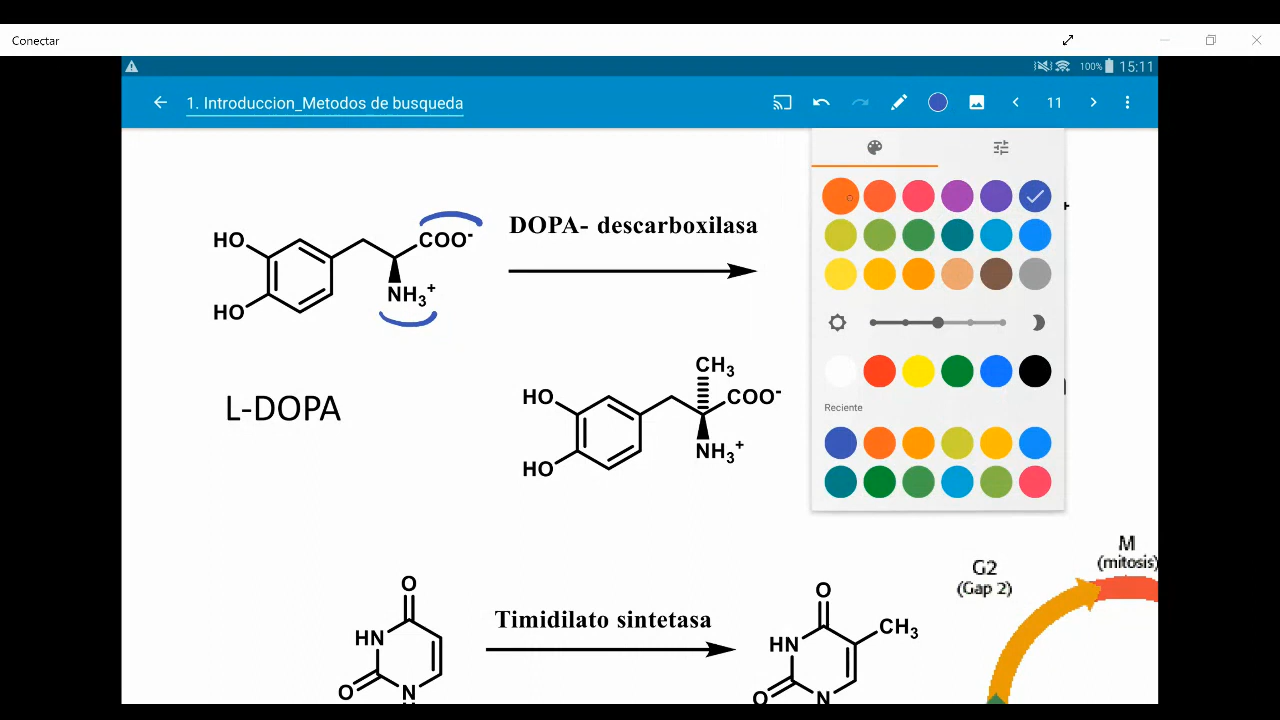 Conectar
100% 15:11
1. Introduccion_Metodos de busqueda
11
HO
COO-
HO
NH3+
DOPA- descarboxilasa
+
L-DOPA
CH3
HO
COO-
HO
NH3+
Reciente
M
(mitosis)
G2
(Gap 2)
O
HN
O
N
H
Timidilato sintetasa
O
CH3
HN
O
N